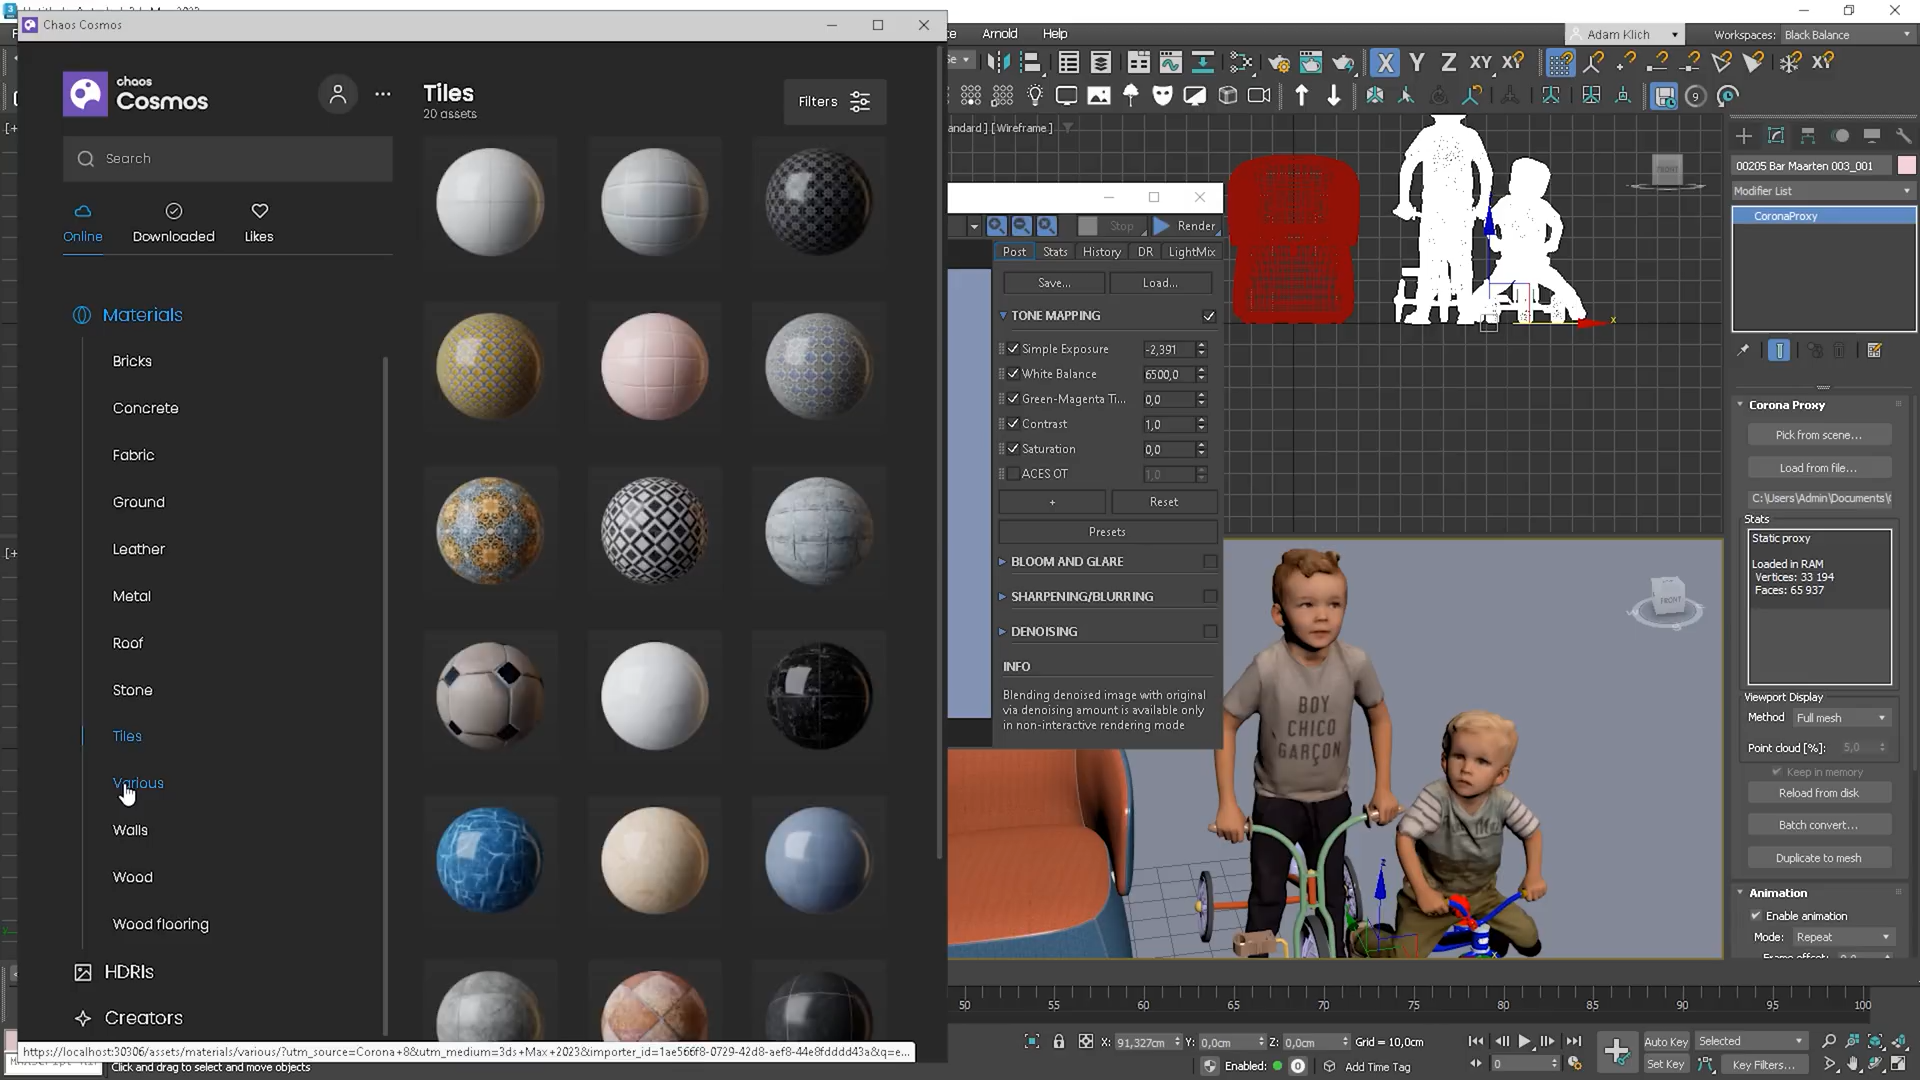 Chaos Cosmos
chaos
Cosmos
Search
Online
Downloaded
Likes
Materials
Bricks
Concrete
Fabric
Ground
Leather
Metal
Roof
Stone
Tiles
Various
Walls
Wood
Wood flooring
HDRIs
Creators
Tiles
20 assets
Filters
https://localhost:30306/assets/materials/various/?utm_source=Corona+8&utm_medium=3ds+Max+2023&importer_id=1ae566f8-0729-42d8-aef8-44e8fdddd43a&q=e...
Click and drag to select and move objects
Arnold
Help
Adam Klich
Workspaces:
Black Balance
X
Y
Z
XY
XY
XY
9
[Wireframe]
FRONT
Stop
Render
Post
Stats
History
DR
LightMix
Save...
Load...
TONE MAPPING
Simple Exposure
-2,391
White Balance
6500,0
Green-Magenta Ti...
0,0
Contrast
1,0
Saturation
0,0
ACES OT
1,0
+
Reset
Presets
BLOOM AND GLARE
SHARPENING/BLURRING
DENOISING
INFO
Blending denoised image with original
via denoising amount is available only
in non-interactive rendering mode
x
FRONT
BOY
CHICO
GARÇON
z
x
00205 Bar Maarten 003_001
Modifier List
CoronaProxy
Corona Proxy
Pick from scene...
Load from file...
C:\Users\Admin\Documents\
Stats
Static proxy
Loaded in RAM
Vertices: 33 194
Faces: 65 937
Viewport Display
Method
Full mesh
Point cloud [%]:
5,0
Keep in memory
Reload from disk
Batch convert...
Duplicate to mesh
Animation
Enable animation
Mode:
Repeat
50
55
60
65
70
75
80
85
90
95
100
X:
91,327cm
Y:
0,0cm
Z:
0,0cm
Grid = 10,0cm
Enabled:
0
Add Time Tag
0
Auto Key
Selected
Set Key
Key Filters...